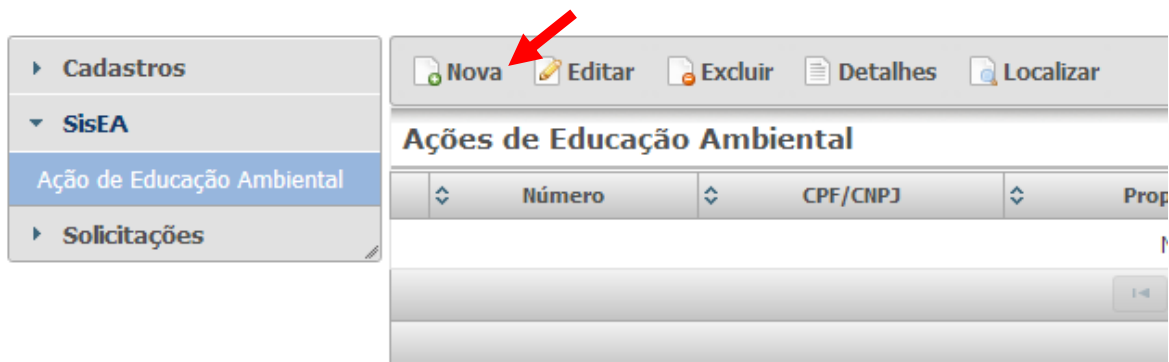 Cadastros
SisEA
Ação de Educação Ambiental
Solicitações
Nova Editar Excluir Detalhes Localizar
Ações de Educação Ambiental
Número CPF/CNPJ